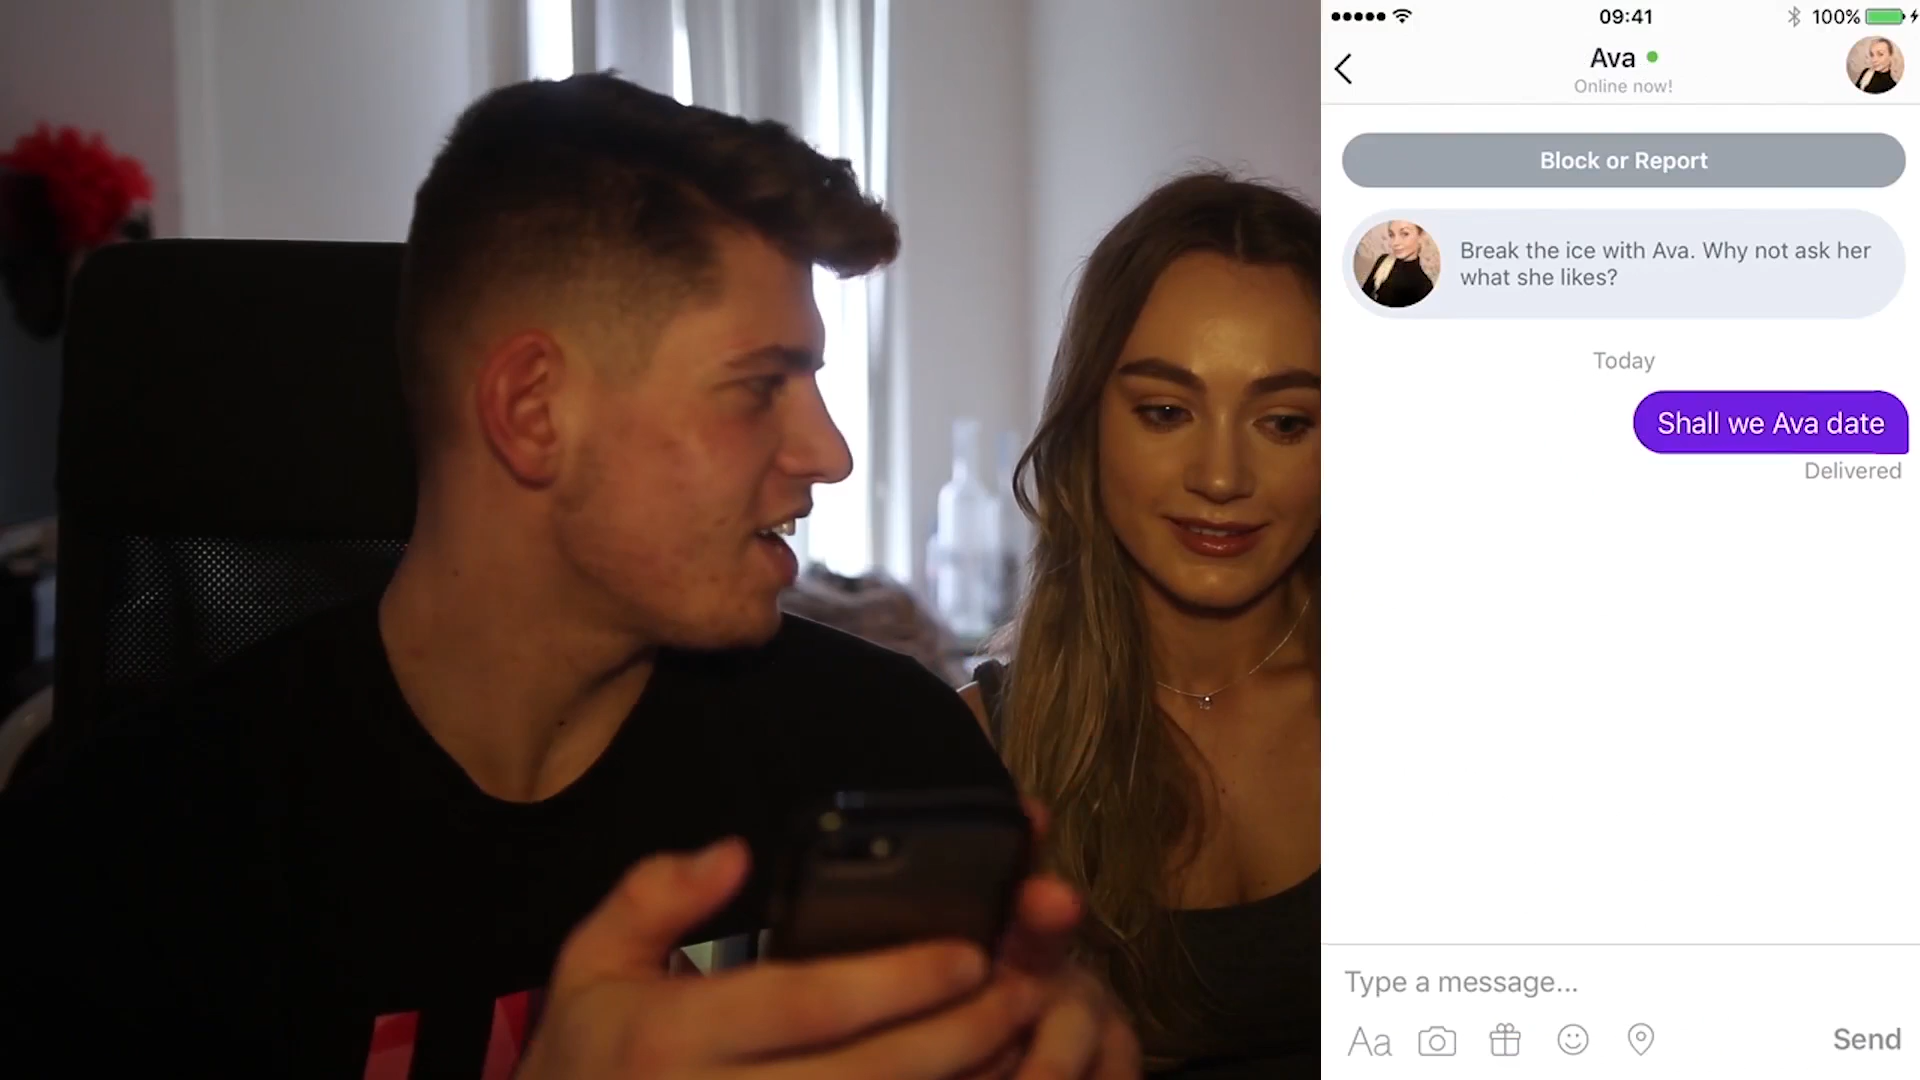 09:41
100%
Ava
Online now!
Block or Report
Break the ice with Ava. Why not ask her
what she likes?
Today
Shall we Ava date
Delivered
Type a message...
Aa
Send